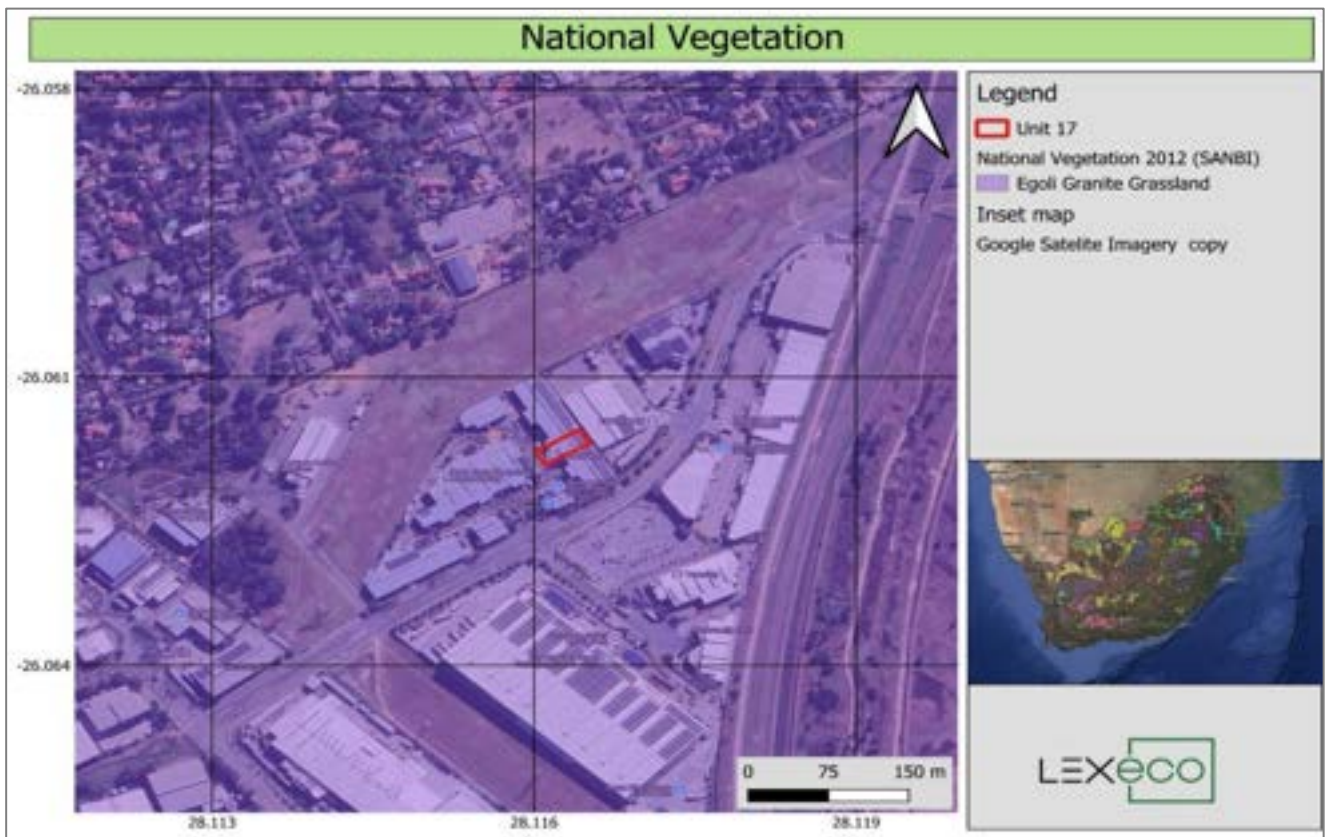 National Vegetation
-26.058
-26.061
-26.064
28.113
28.116
28.119
0 75 150 m
Legend
Unit 17
National Vegetation 2012 (SANBI)
Egoli Granite Grassland
Inset map
Google Satelite Imagery copy
LEXeco